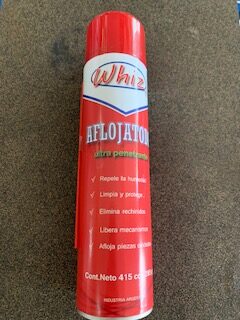 Whiz
AFLOJATODO
ultra penetrante
✓ Repele la humedad
✓ Limpia y protege
✓ Elimina rechinidos
✓ Libera mecanismos
✓ Afloja piezas
Cont.Neto 415 cc
INDUSTRIA ARGENTINA